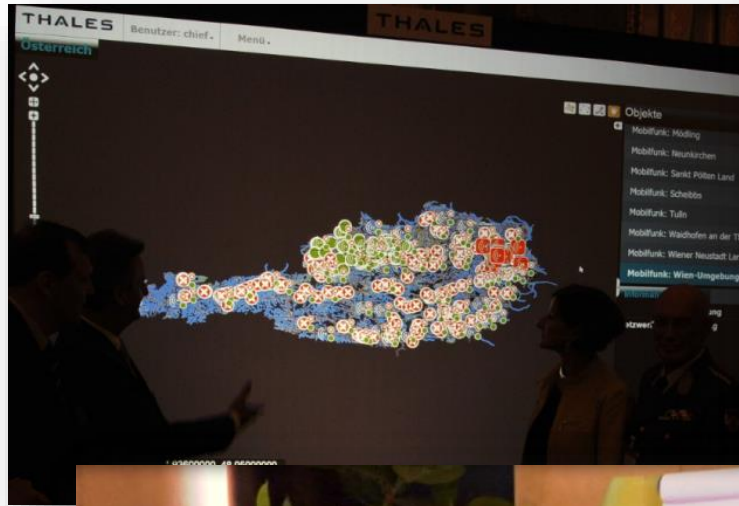 THALES
THALES
Benutzer: chief
Menü
Österreich
Objekte
Mobilfunk: Mödling
Mobilfunk: Neunkirchen
Mobilfunk: Sankt Pölten Land
Mobilfunk: Scheibbs
Mobilfunk: Tulln
Mobilfunk: Waidhofen an der Th
Mobilfunk: Wiener Neustadt Lan
Mobilfunk: Wien-Umgebung